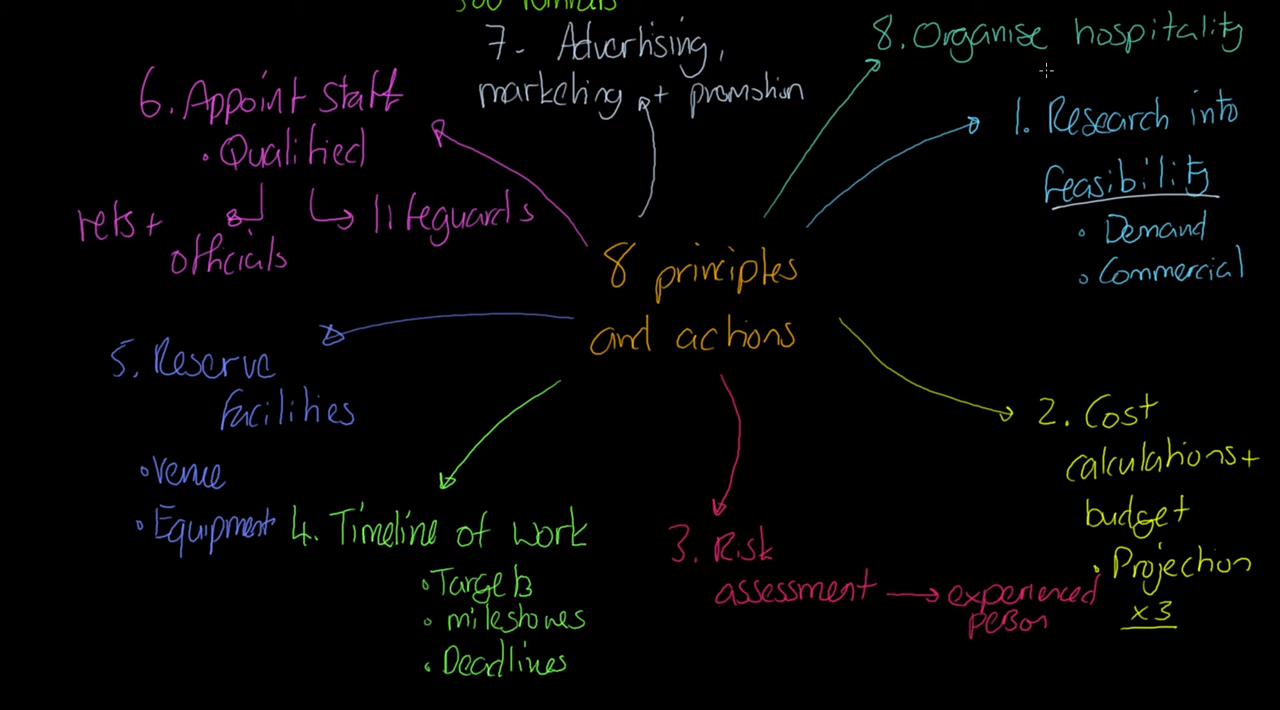 7. Advertising,
marketing + promotion
8. Organise hospitality
1. Research into
feasibility
• Demand
• Commercial
6. Appoint staff
• Qualified
refs +
officials
lifeguards
8 principles
and actions
5. Reserve
facilities
• Venue
• Equipment
2. Cost
calculations +
budget
• Projection
x3
4. Timeline of work
• Targets
• milestones
• Deadlines
3. Risk
assessment
experienced
person